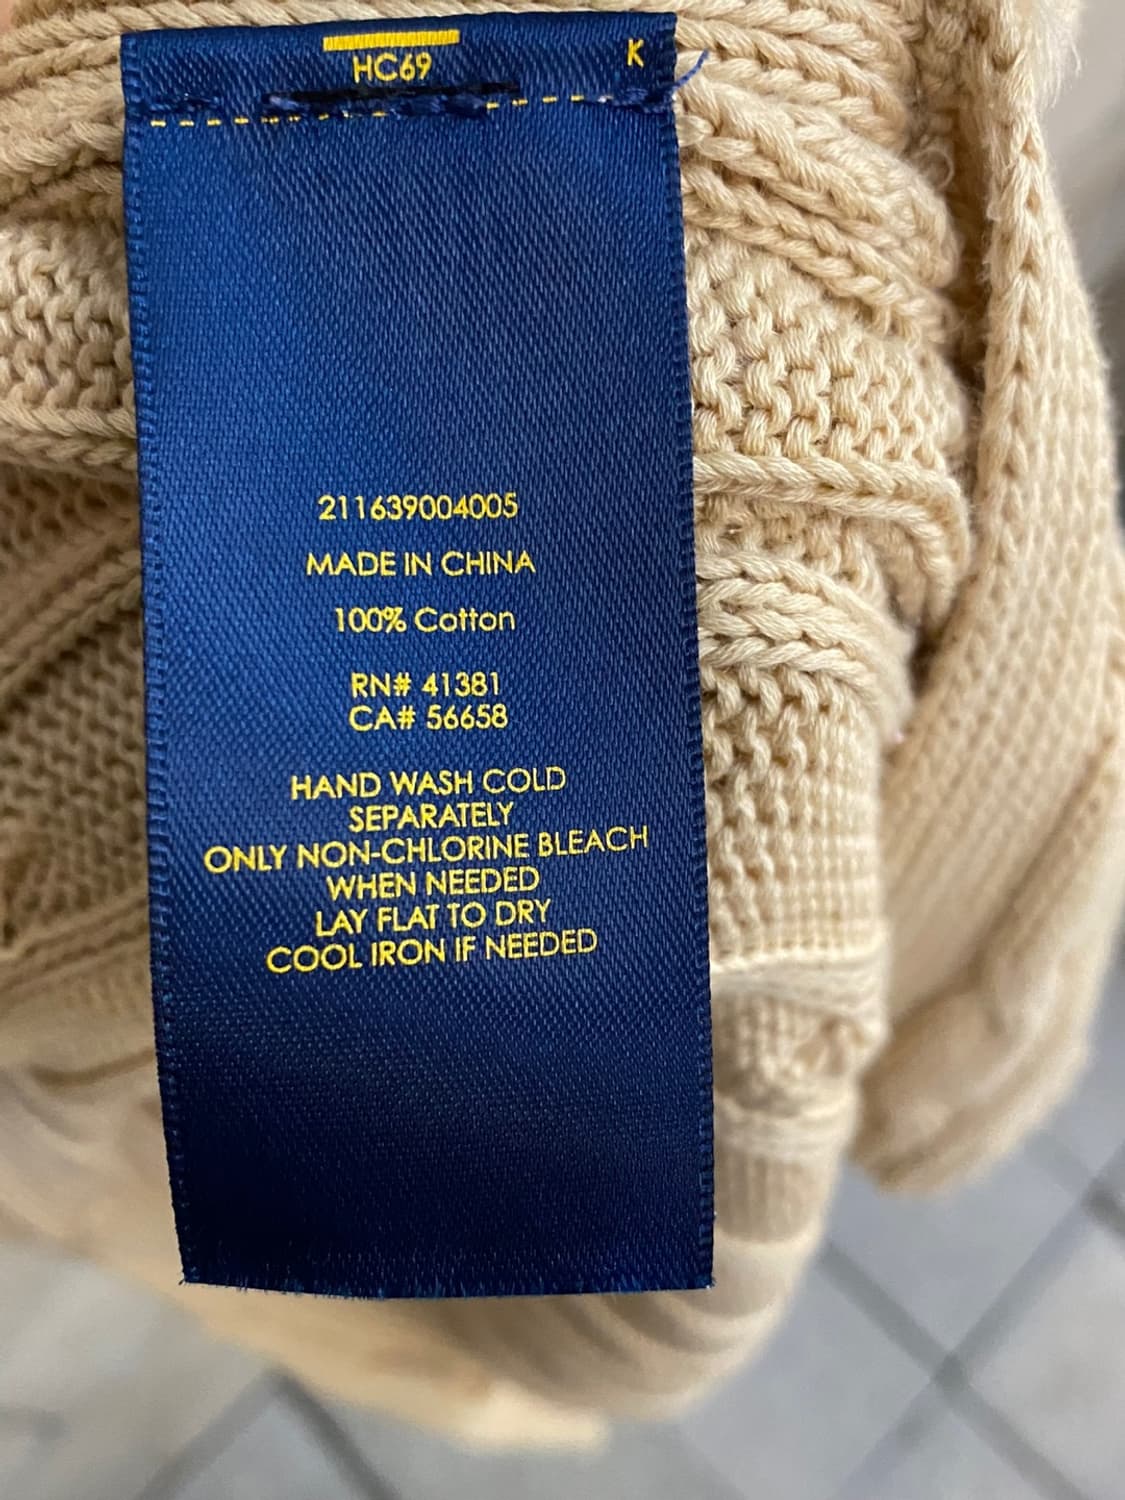 HC69
K
211639004005
MADE IN CHINA
100% Cotton
RN# 41381
CA# 56658
HAND WASH COLD
SEPARATELY
ONLY NON-CHLORINE BLEACH
WHEN NEEDED
LAY FLAT TO DRY
COOL IRON IF NEEDED